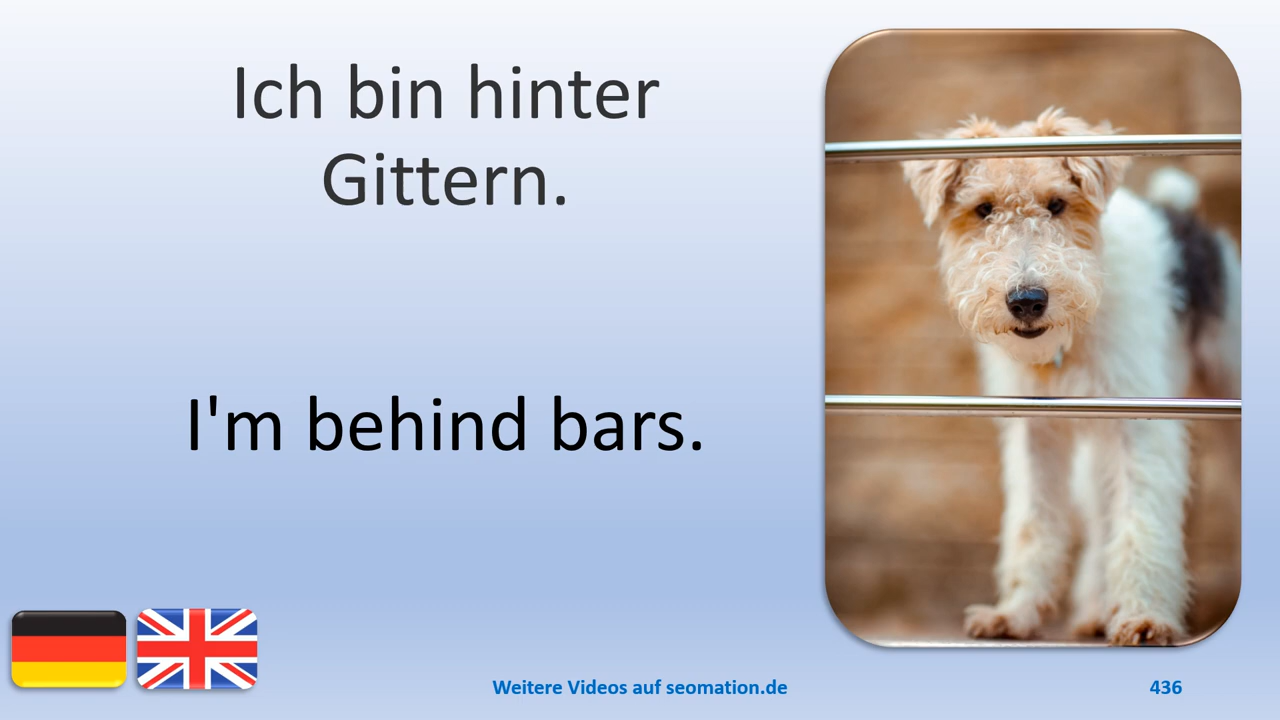 Ich bin hinter
Gittern.
I'm behind bars.
Weitere Videos auf seomation.de
436